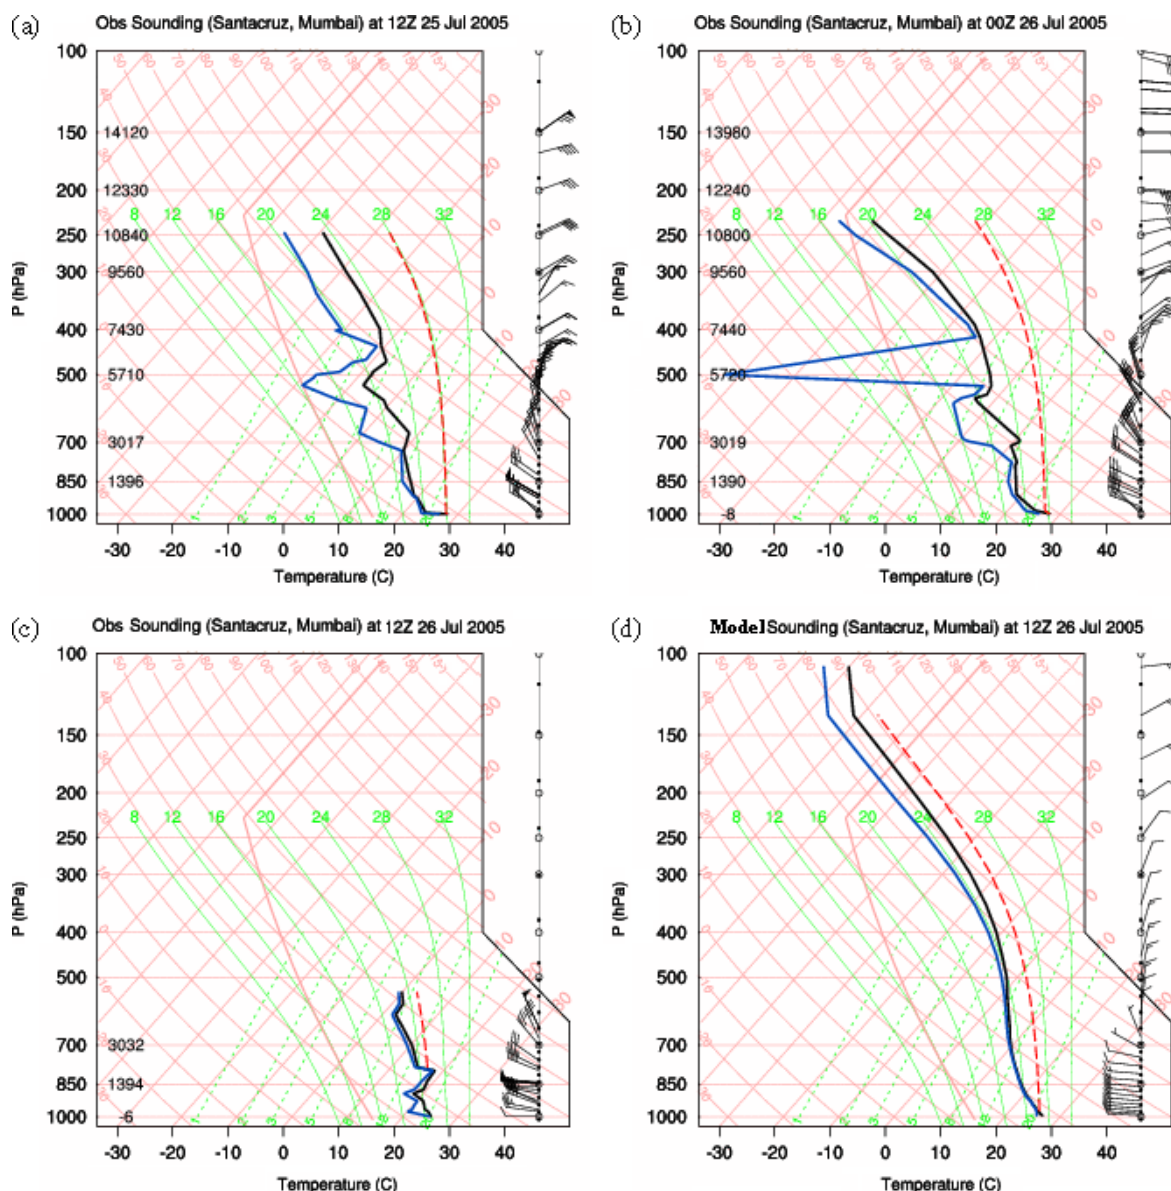 (a) Obs Sounding (Santacruz, Mumbai) at 12Z 25 Jul 2005
100
150 14120
200 12330
8 12 16 20 24 28 32
250 10840
300 9560
400 7430
500 5710
700 3017
850 1396
1000
P (hPa)
-30 -20 -10 0 10 20 30 40
Temperature (C)
(b) Obs Sounding (Santacruz, Mumbai) at 00Z 26 Jul 2005
100
150 13980
200 12240
8 12 16 20 24 28 32
250 10800
300 9560
400 7440
500 5720
700 3019
850 1390
1000 -8
P (hPa)
-30 -20 -10 0 10 20 30 40
Temperature (C)
(c) Obs Sounding (Santacruz, Mumbai) at 12Z 26 Jul 2005
100
150
200
8 12 16 20 24 28 32
250
300
400
500
700 3032
850 1394
1000 -6
P (hPa)
-30 -20 -10 0 10 20 30 40
Temperature (C)
(d) Model Sounding (Santacruz, Mumbai) at 12Z 26 Jul 2005
100
150
200
8 12 16 20 24 28 32
250
300
400
500
700
850
1000
P (hPa)
-30 -20 -10 0 10 20 30 40
Temperature (C)